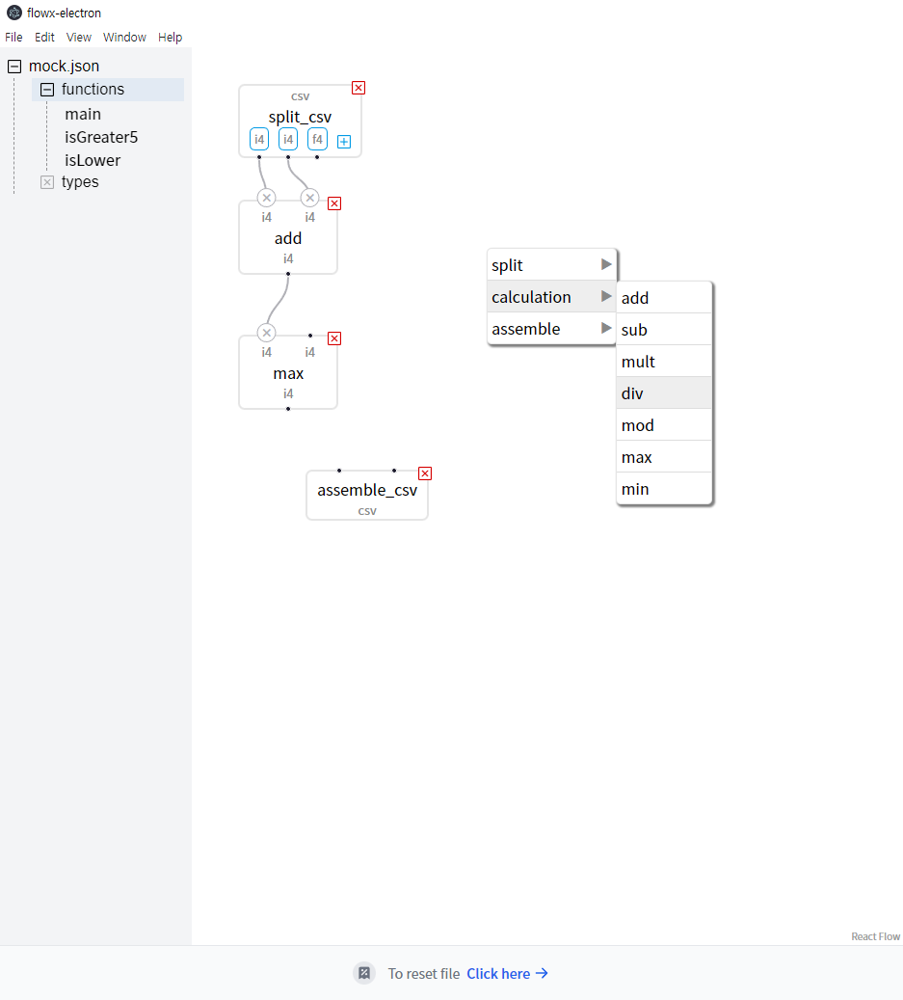 flowx-electron
File Edit View Window Help
mock.json
functions
main
isGreater5
isLower
types
csv
split_csv
i4 i4 f4
i4 i4
add
i4
i4 i4
max
i4
assemble_csv
csv
split
calculation
assemble
add
sub
mult
div
mod
max
min
React Flow
To reset file Click here →